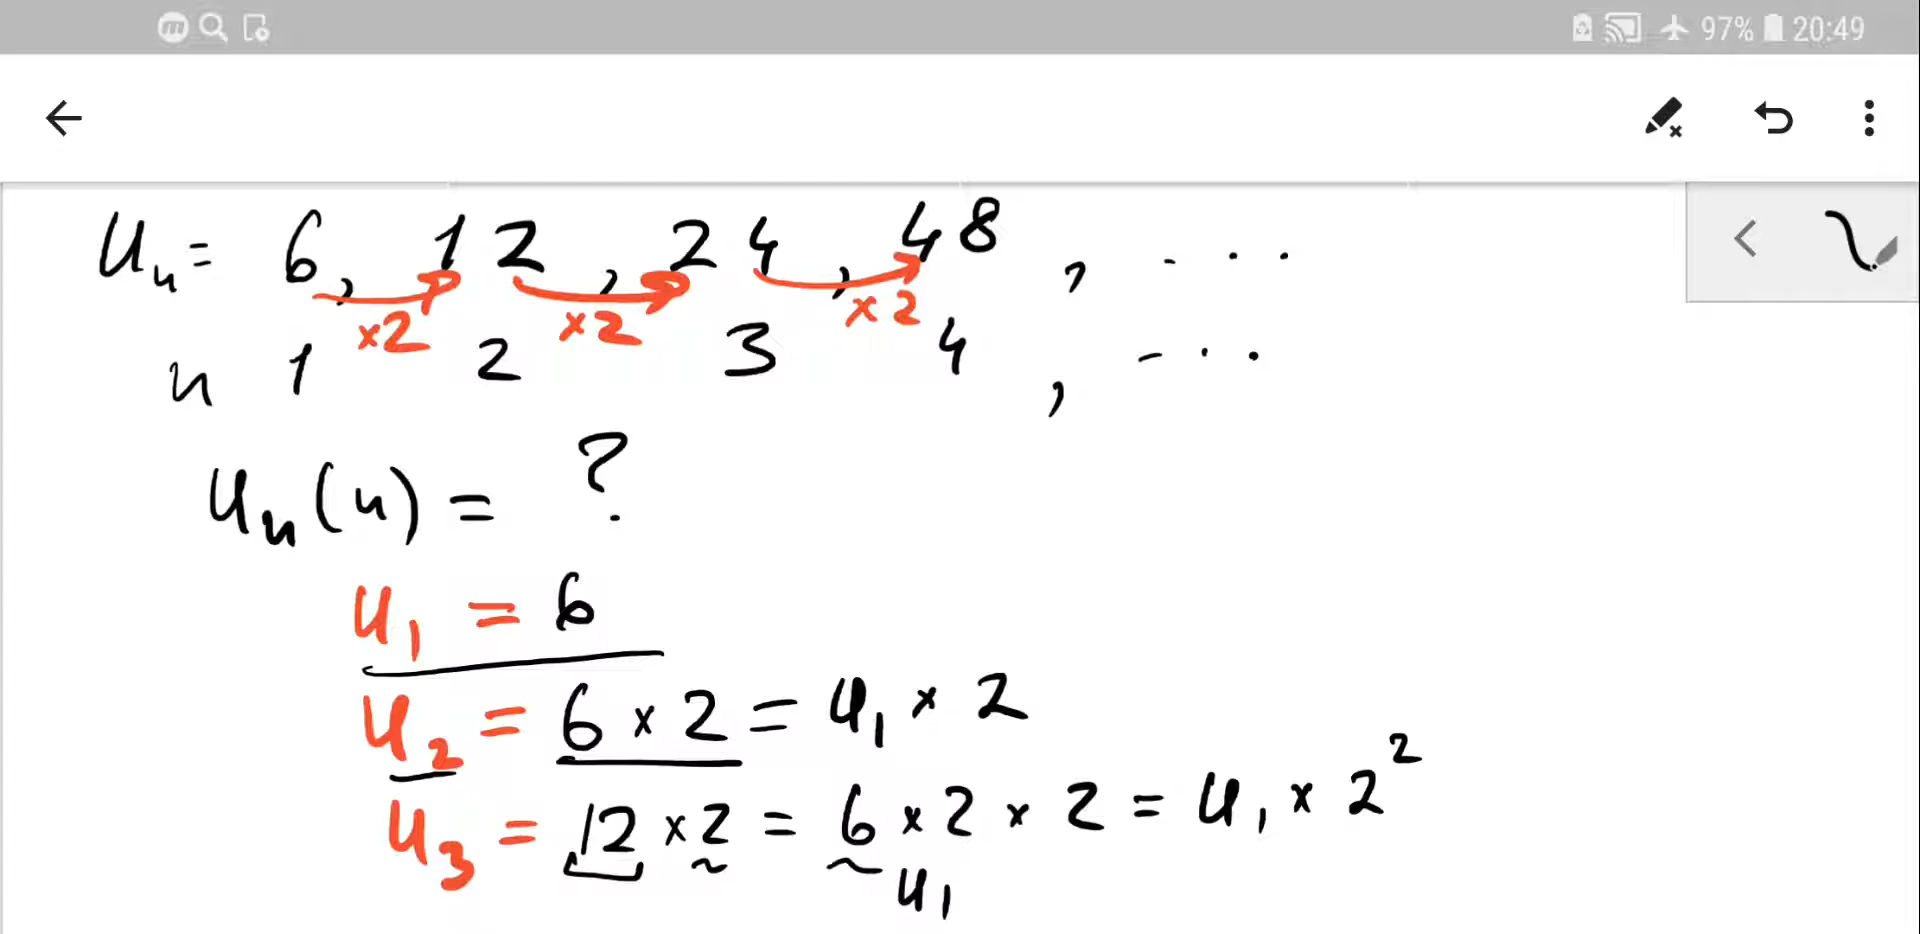 97% 20:49
Uₙ = 6, 12, 24, 48, ...
×2 ×2 ×2
n 1 2 3 4, ...
Uₙ(n) = ?
U₁ = 6
U₂ = 6 × 2 = U₁ × 2
U₃ = 12 × 2 = 6 × 2 × 2 = U₁ × 2²
U₁